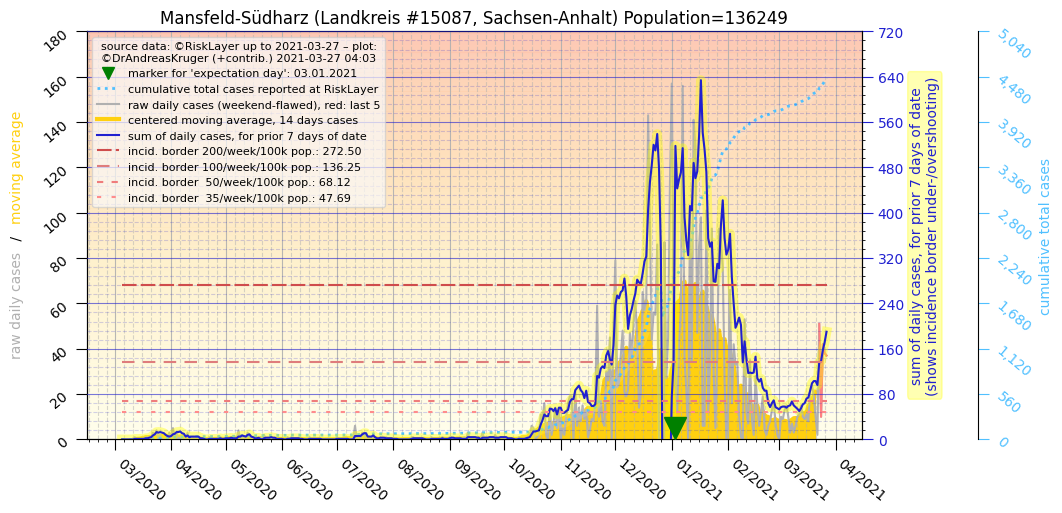 Mansfeld-Südharz (Landkreis #15087, Sachsen-Anhalt) Population=136249
source data: ©RiskLayer up to 2021-03-27 – plot:
©DrAndreasKruger (+contrib.) 2021-03-27 04:03
marker for 'expectation day': 03.01.2021
cumulative total cases reported at RiskLayer
raw daily cases (weekend-flawed), red: last 5
centered moving average, 14 days cases
sum of daily cases, for prior 7 days of date
incid. border 200/week/100k pop.: 272.50
incid. border 100/week/100k pop.: 136.25
incid. border  50/week/100k pop.: 68.12
incid. border  35/week/100k pop.: 47.69
raw daily cases / moving average
180
160
140
120
100
80
60
40
20
0
03/2020
04/2020
05/2020
06/2020
07/2020
08/2020
09/2020
10/2020
11/2020
12/2020
01/2021
02/2021
03/2021
04/2021
720
640
560
480
400
320
240
160
80
0
sum of daily cases, for prior 7 days of date
(shows incidence border under-/overshooting)
5,040
4,480
3,920
3,360
2,800
2,240
1,680
1,120
560
0
cumulative total cases